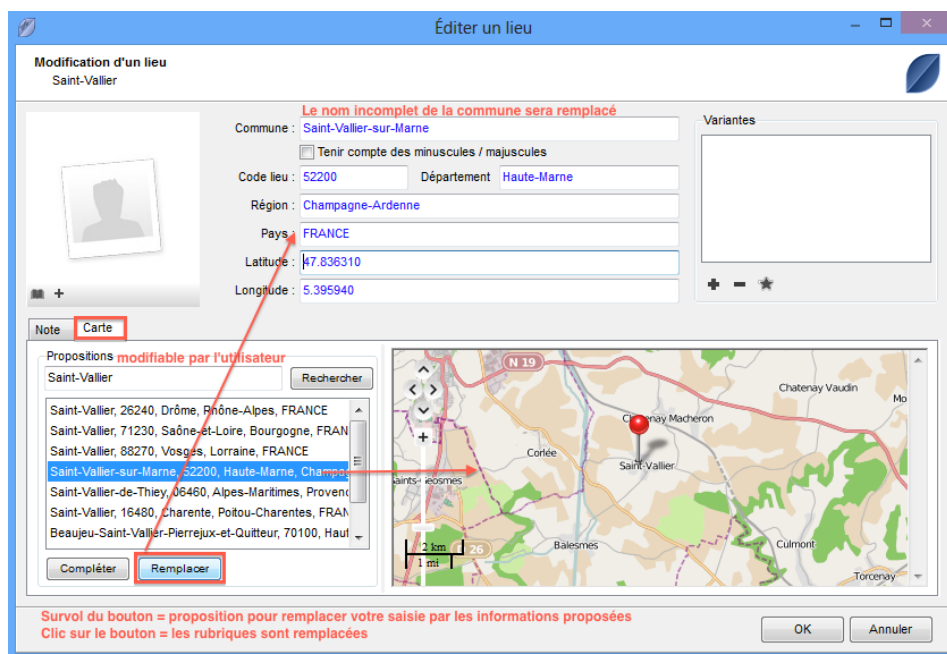 Éditer un lieu
Modification d'un lieu
Saint-Vallier
Le nom incomplet de la commune sera remplacé
Commune : Saint-Vallier-sur-Marne
Tenir compte des minuscules / majuscules
Code lieu : 52200 Département Haute-Marne
Région : Champagne-Ardenne
Pays : FRANCE
Latitude : 47.836310
Longitude : 5.395940
Variantes
Note Carte
Propositions modifiable par l'utilisateur
Saint-Vallier Rechercher
Saint-Vallier, 26240, Drôme, Rhône-Alpes, FRANCE
Saint-Vallier, 71230, Saône-et-Loire, Bourgogne, FRAN
Saint-Vallier, 88270, Vosges, Lorraine, FRANCE
Saint-Vallier-sur-Marne, 52200, Haute-Marne, Champag
Saint-Vallier-de-Thiey, 06460, Alpes-Maritimes, Provenc
Saint-Vallier, 16480, Charente, Poitou-Charentes, FRAN
Beaujeu-Saint-Vallier-Pierrejux-et-Quitteur, 70100, Haut
Compléter Remplacer
N 19
Chatenay Vaudin
Mo
Chatenay Macheron
Corlée
Saint-Vallier
Saints-Geosmes
Balesmes
Culmont
Torcenay
2 km
1 mi
26
Survol du bouton = proposition pour remplacer votre saisie par les informations proposées
Clic sur le bouton = les rubriques sont remplacées
OK Annuler